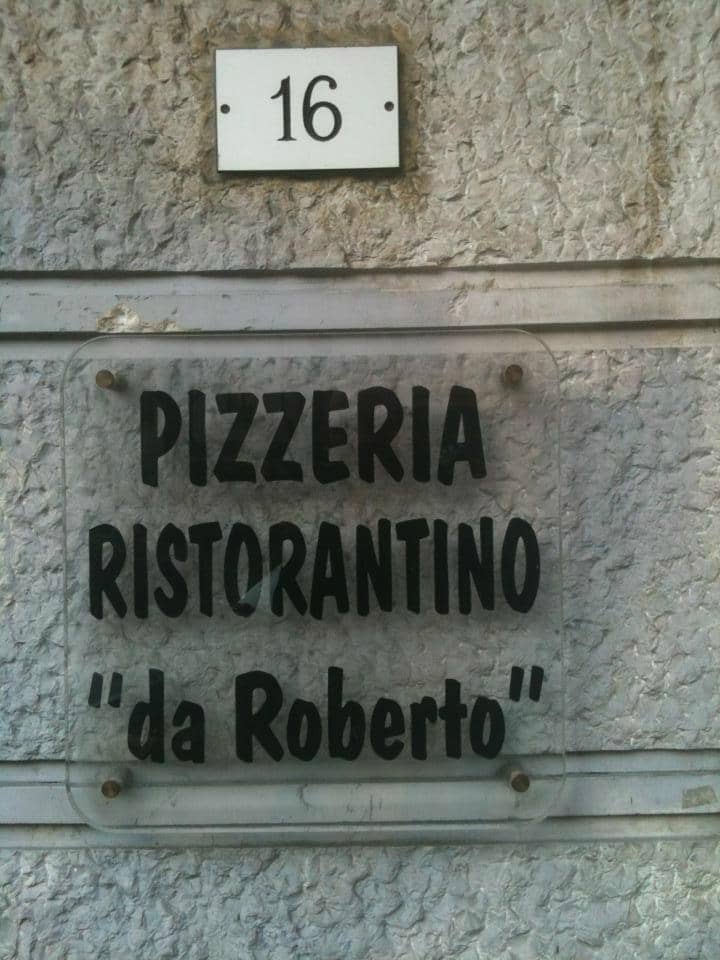 16
PIZZERIA
RISTORANTINO
"da Roberto"